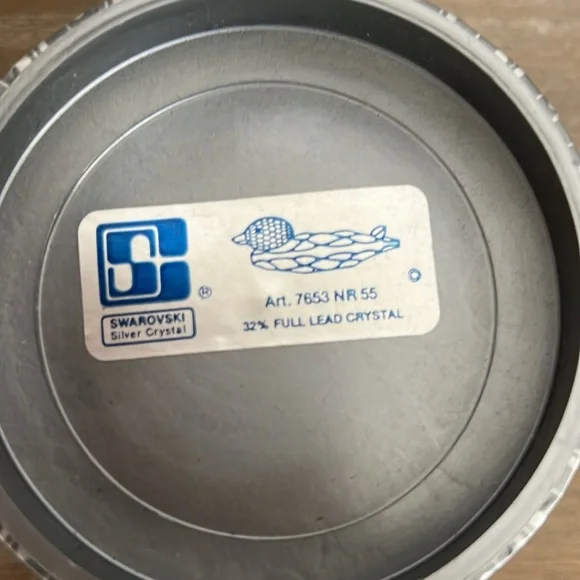 S
®
SWAROVSKI
Silver Crystal
©
Art. 7653 NR 55
32% FULL LEAD CRYSTAL